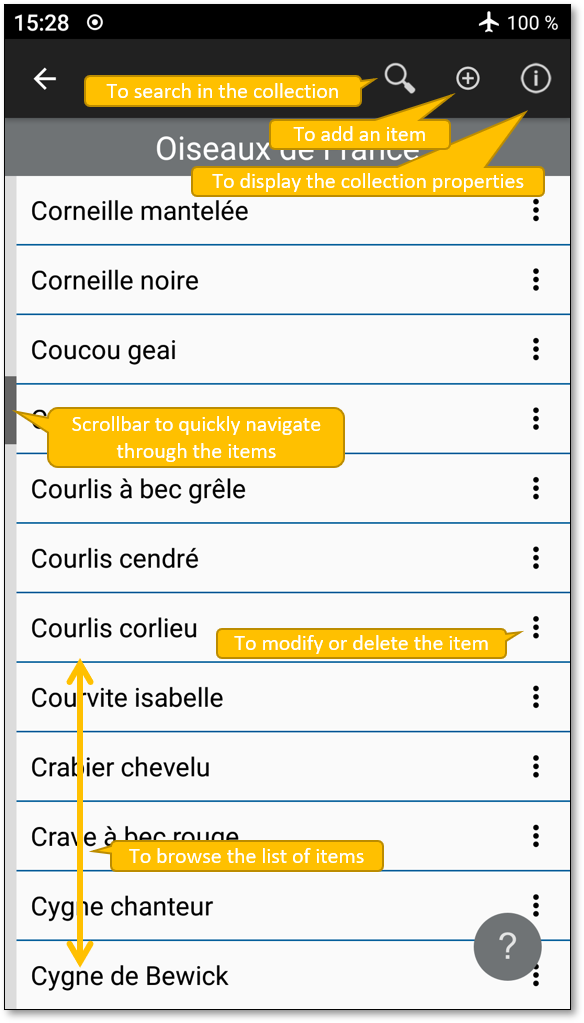 15:28 100 %
To search in the collection
To add an item
Oiseaux de France
To display the collection properties
Corneille mantelée
Corneille noire
Coucou geai
Scrollbar to quickly navigate
through the items
Courlis à bec grêle
Courlis cendré
Courlis corlieu
To modify or delete the item
Courvite isabelle
Crabier chevelu
Crave à bec rouge
To browse the list of items
Cygne chanteur
?
Cygne de Bewick